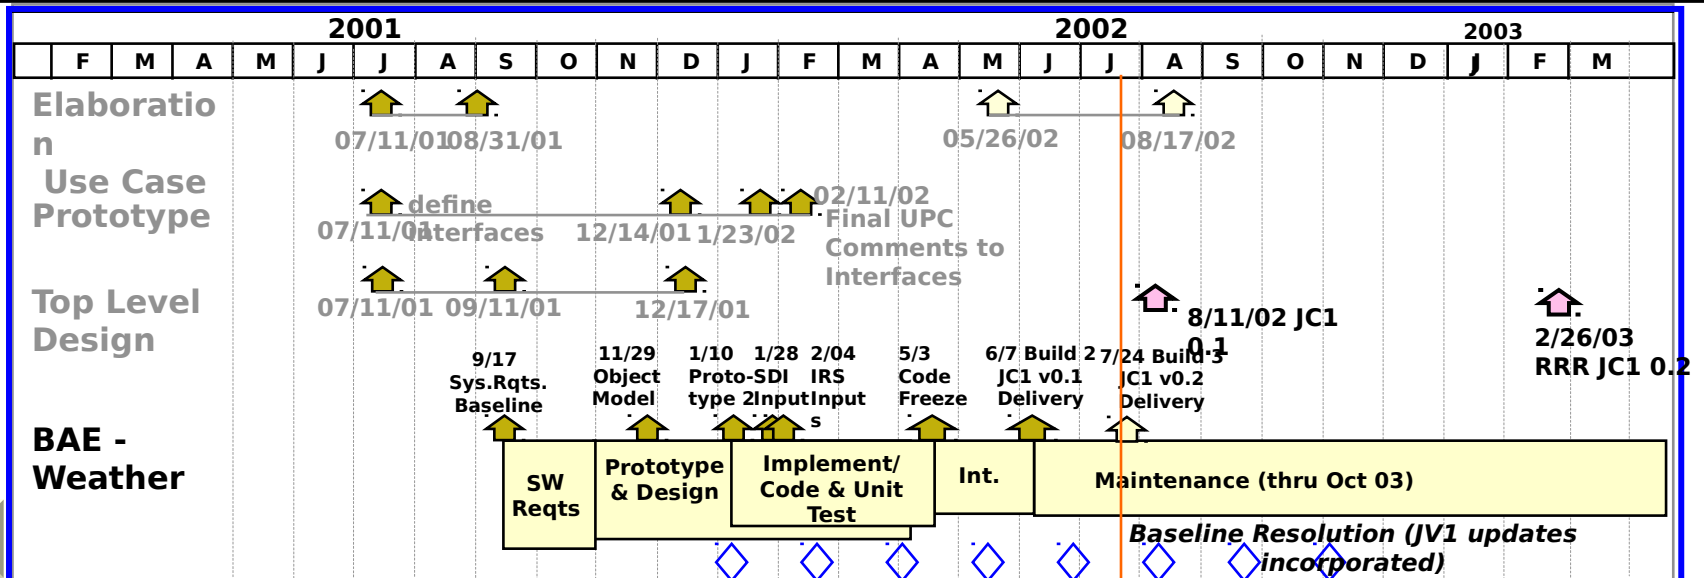 2001 2002 2003
F M A M J J A S O N D J F M A M J J A S O N D J F M
Elaboratio
n
07/11/01 08/31/01 05/26/02 08/17/02
Use Case
Prototype
define
interfaces
07/11/01 12/14/01 1/23/02
02/11/02
Final UPC
Comments to
Interfaces
Top Level
Design
07/11/01 09/11/01 12/17/01
8/11/02 JC1
0.1
2/26/03
RRR JC1 0.2
9/17
Sys.Rqts.
Baseline
11/29
Object
Model
1/10
Proto-
type 2
1/28
SDI
Input
2/04
IRS
Input
s
5/3
Code
Freeze
6/7 Build 2
JC1 v0.1
Delivery
7/24 Build 3
JC1 v0.2
Delivery
BAE -
Weather
SW
Reqts
Prototype
& Design
Implement/
Code & Unit
Test
Int.
Maintenance (thru Oct 03)
Baseline Resolution (JV1 updates
incorporated)